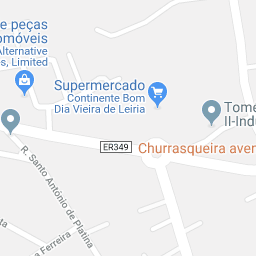 e peças
omóveis
Alternative
s, Limited
Supermercado
Continente Bom
Dia Vieira de Leiria
Tome
II-Inde
ER349
Churrasqueira aven
R. Santo António de Platina
a Ferreira